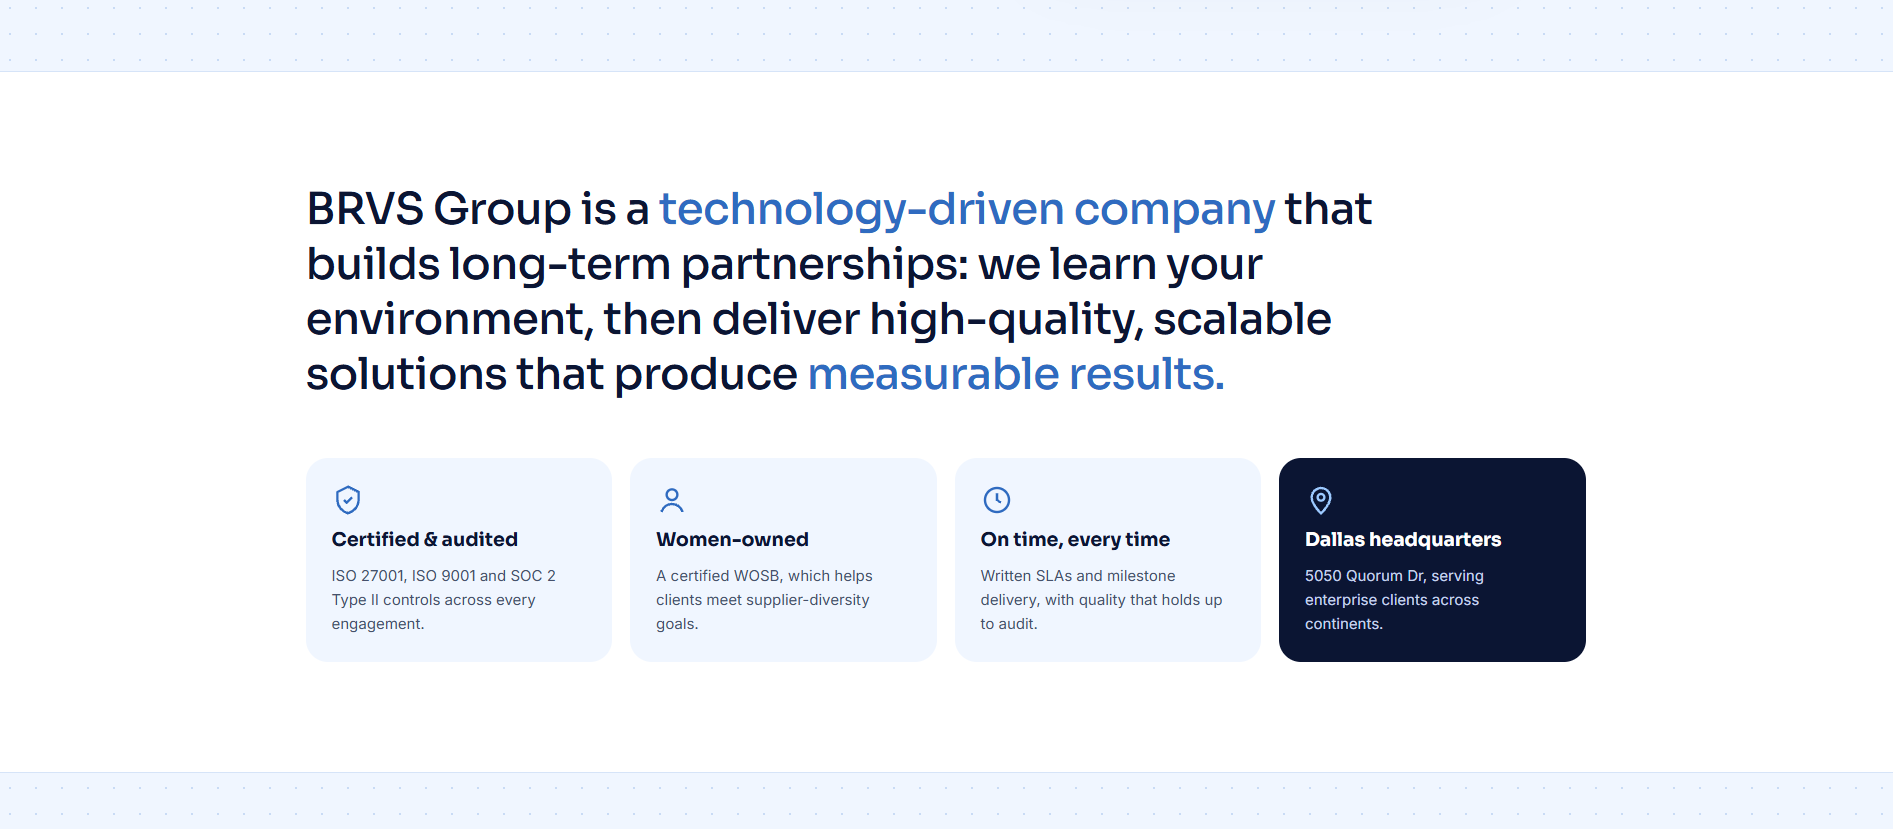 BRVS Group is a technology-driven company that
builds long-term partnerships: we learn your
environment, then deliver high-quality, scalable
solutions that produce measurable results.
Certified & audited
ISO 27001, ISO 9001 and SOC 2
Type II controls across every
engagement.
Women-owned
A certified WOSB, which helps
clients meet supplier-diversity
goals.
On time, every time
Written SLAs and milestone
delivery, with quality that holds up
to audit.
Dallas headquarters
5050 Quorum Dr, serving
enterprise clients across
continents.